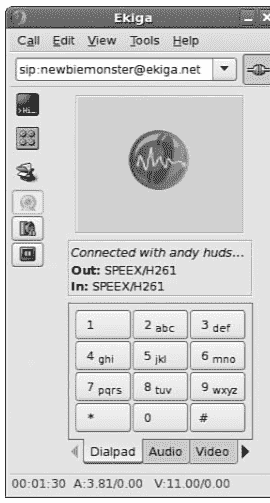 Ekiga
Call Edit View Tools Help
sip:newbiemonster@ekiga.net
Connected with andy huds...
Out: SPEEX/H261
In: SPEEX/H261
1 2 abc 3 def
4 ghi 5 jkl 6 mno
7 pqrs 8 tuv 9 wxyz
* 0 #
Dialpad Audio Video
00:01:30 A:3.81/0.00 V:11.00/0.00